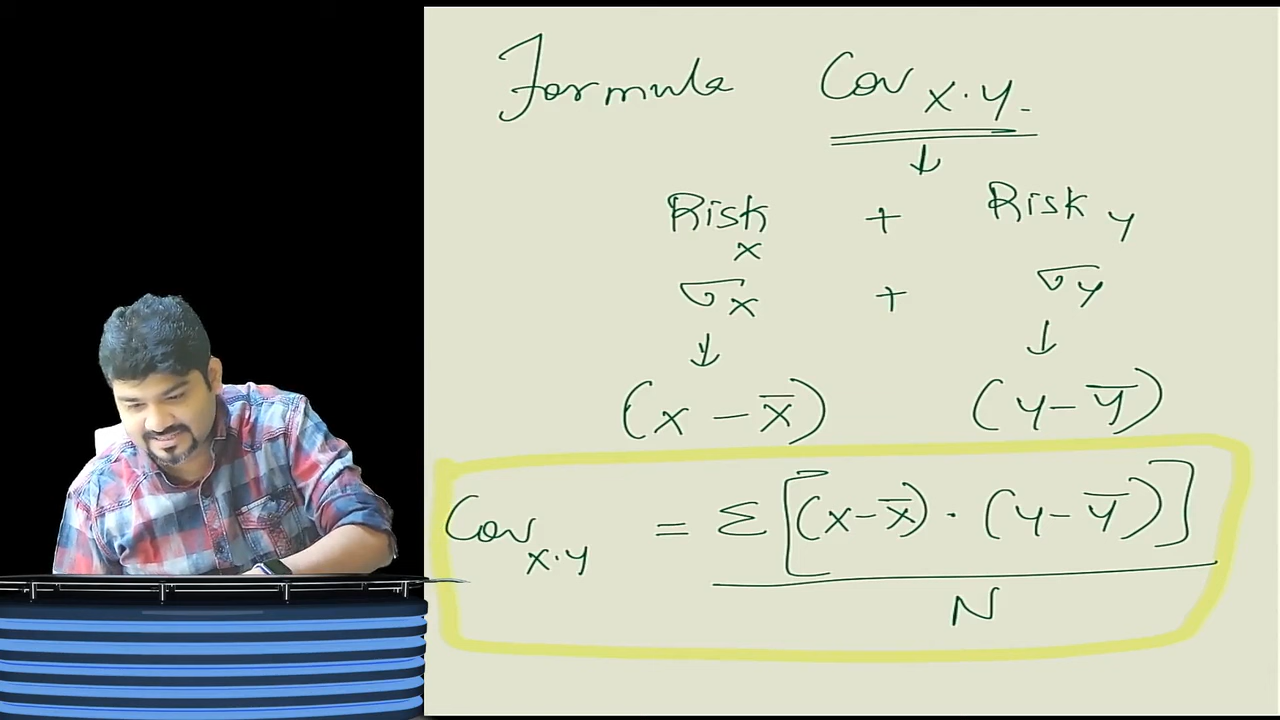 Formula Cov x.y.
↓
Risk x + Risk y
σx + σy
↓ ↓
(x - x̅) (y - y̅)
Cov x.y = Σ[(x-x̅) . (y-y̅)] / N